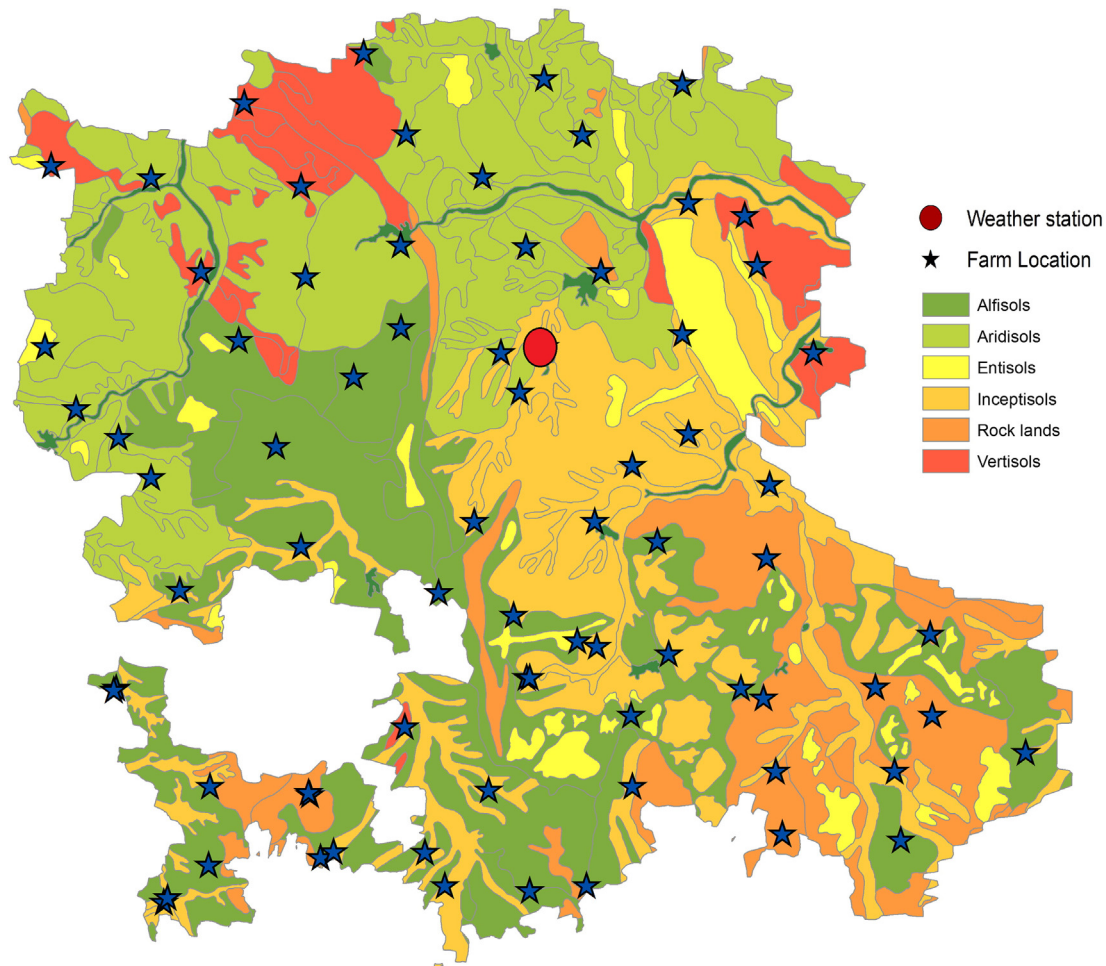 Weather station
Farm Location
Alfisols
Aridisols
Entisols
Inceptisols
Rock lands
Vertisols